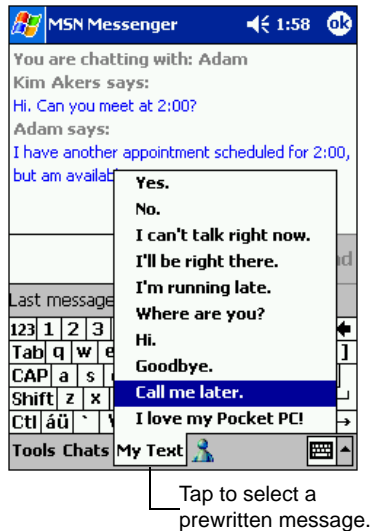 MSN Messenger 1:58 ok
You are chatting with: Adam
Kim Akers says:
Hi. Can you meet at 2:00?
Adam says:
I have another appointment scheduled for 2:00,
but am
Yes.
No.
I can't talk right now.
I'll be right there.
I'm running late.
Where are you?
Hi.
Goodbye.
Call me later.
I love my Pocket PC!
Last message
123 1 2 3
Tab q w e ]
CAP a s
Shift z x
Ctl áü `
Tools Chats My Text
Tap to select a
prewritten message.